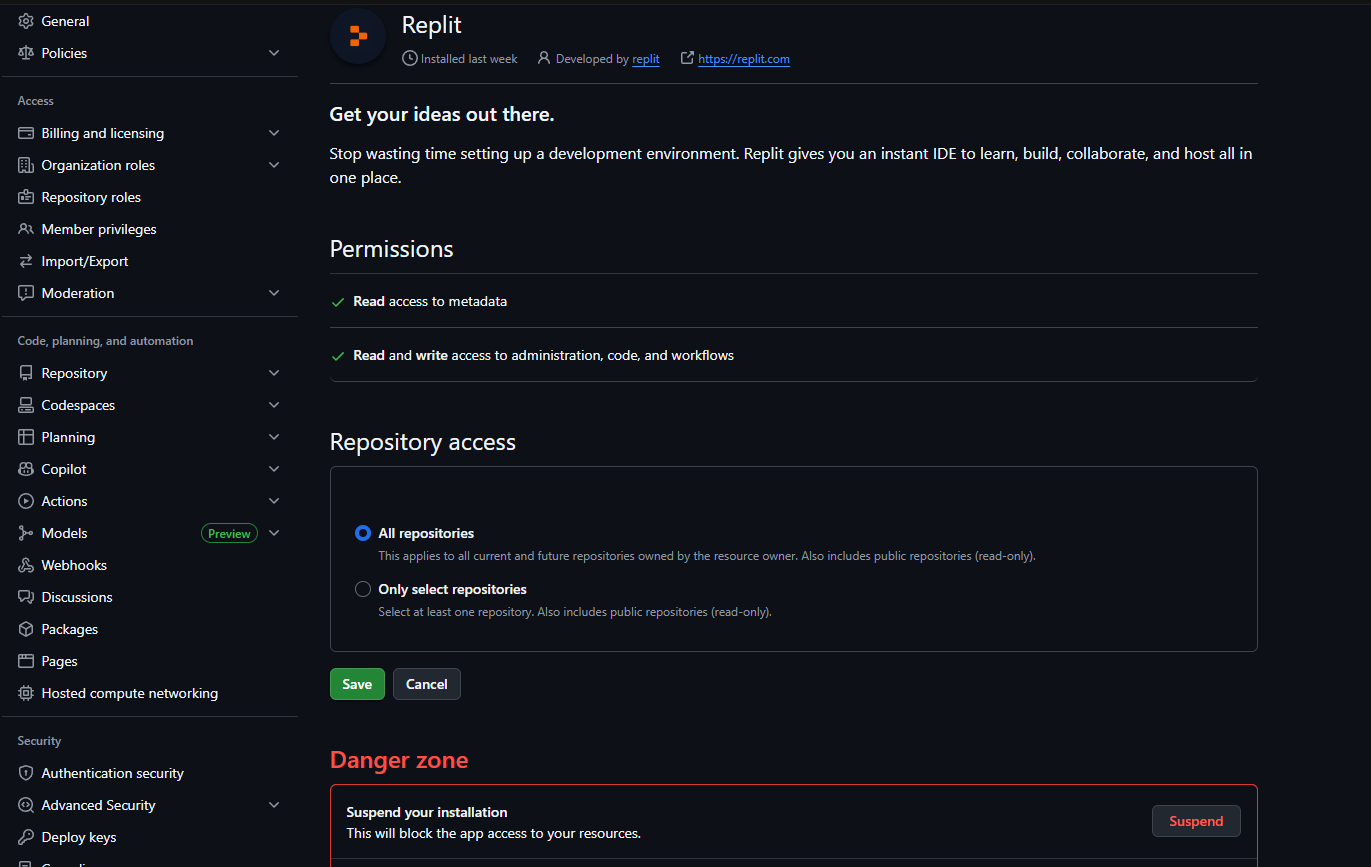 General
Policies
Access
Billing and licensing
Organization roles
Repository roles
Member privileges
Import/Export
Moderation
Code, planning, and automation
Repository
Codespaces
Planning
Copilot
Actions
Models Preview
Webhooks
Discussions
Packages
Pages
Hosted compute networking
Security
Authentication security
Advanced Security
Deploy keys
Replit
Installed last week Developed by replit https://replit.com
Get your ideas out there.
Stop wasting time setting up a development environment. Replit gives you an instant IDE to learn, build, collaborate, and host all in
one place.
Permissions
Read access to metadata
Read and write access to administration, code, and workflows
Repository access
All repositories
This applies to all current and future repositories owned by the resource owner. Also includes public repositories (read-only).
Only select repositories
Select at least one repository. Also includes public repositories (read-only).
Save Cancel
Danger zone
Suspend your installation
This will block the app access to your resources.
Suspend